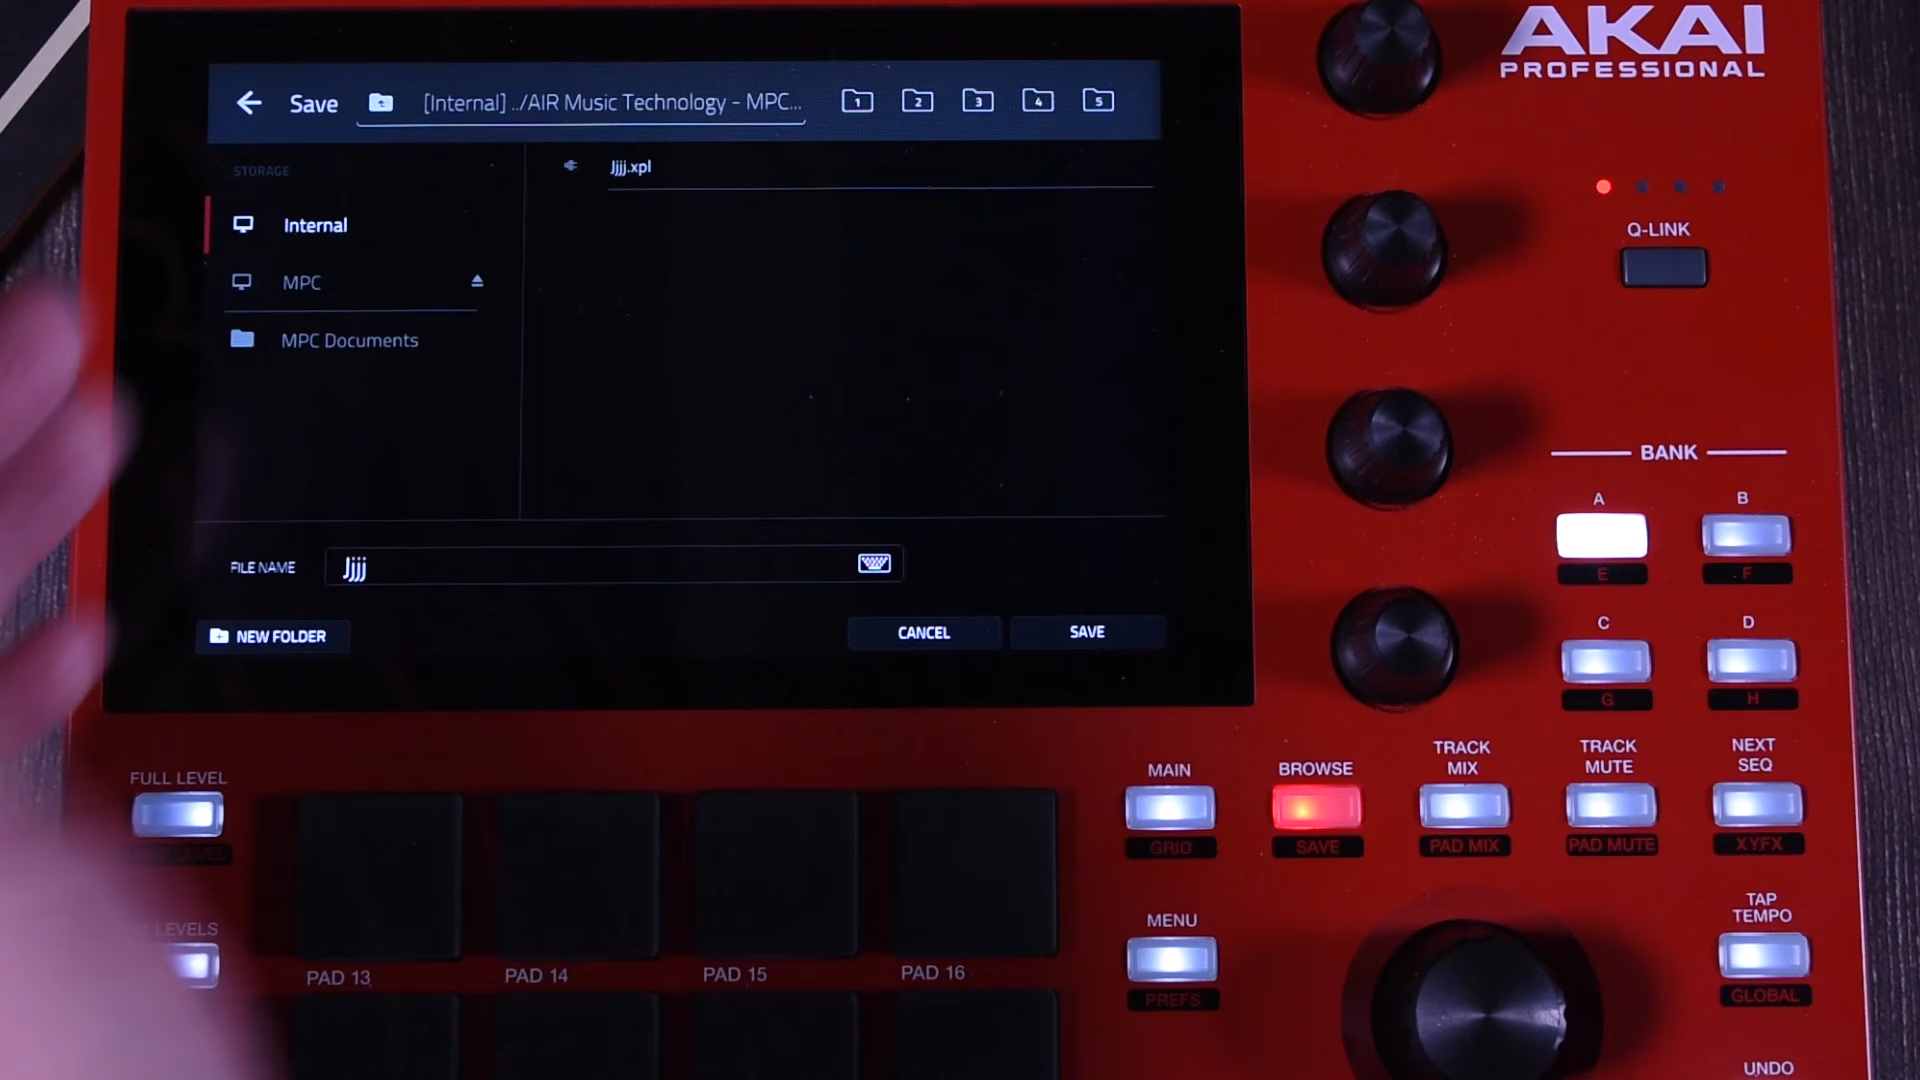 AKAI
PROFESSIONAL
Save
[Internal] ../AIR Music Technology - MPC...
1
2
3
4
5
STORAGE
Jjjj.xpl
Internal
MPC
MPC Documents
FILE NAME
Jjjj
NEW FOLDER
CANCEL
SAVE
Q-LINK
BANK
A
B
E
F
C
D
G
H
FULL LEVEL
MAIN
BROWSE
TRACK
MIX
TRACK
MUTE
NEXT
SEQ
GRID
SAVE
PAD MIX
PAD MUTE
XYFX
LEVELS
MENU
TAP
TEMPO
PREFS
GLOBAL
PAD 13
PAD 14
PAD 15
PAD 16
UNDO